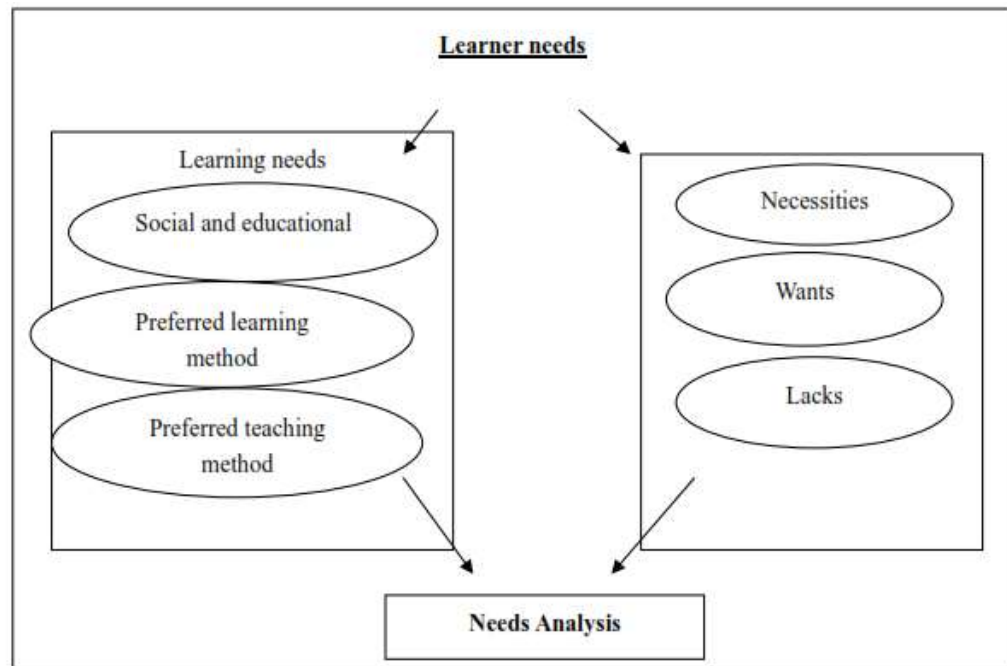 Learner needs
Learning needs
Social and educational
Preferred learning
method
Preferred teaching
method
Necessities
Wants
Lacks
Needs Analysis